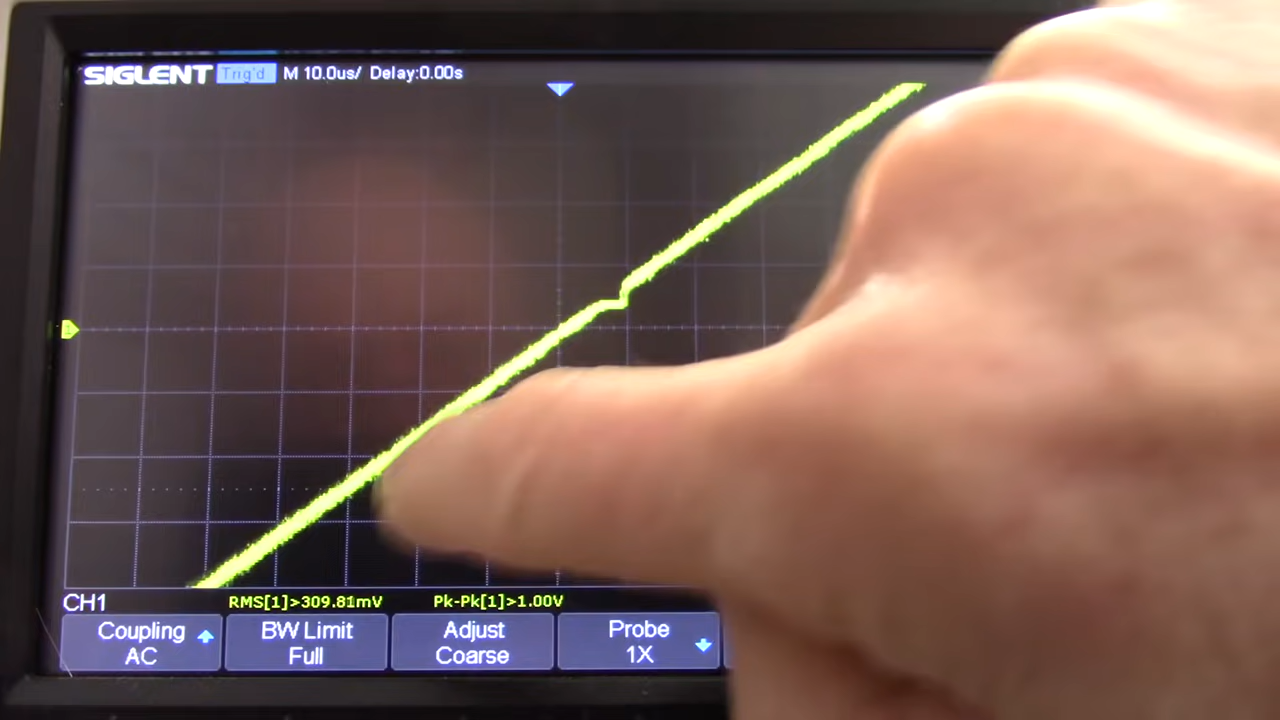 SIGLENT Trig'd M 10.0us/ Delay:0.00s
1
CH1 RMS[1]>309.81mV Pk-Pk[1]>1.00V
Coupling BW Limit Adjust Probe
AC Full Coarse 1X